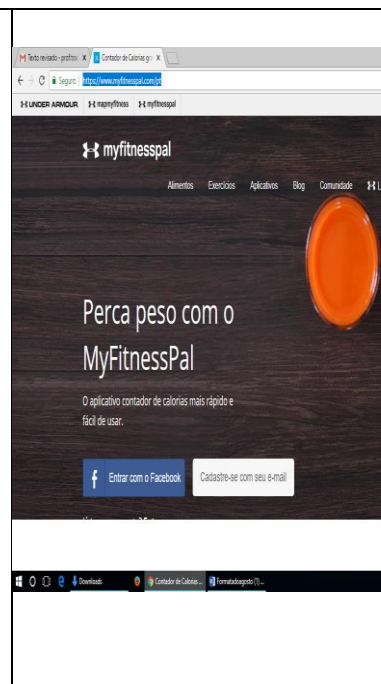 Texto revisado - profitos
Contador de Calorias gr
Seguro
https://www.myfitnesspal.com/pt
UNDER ARMOUR mapmyfitness myfitnesspal
myfitnesspal
Alimentos Exercícios Aplicativos Blog Comunidade
Perca peso com o
MyFitnessPal
O aplicativo contador de calorias mais rápido e
fácil de usar.
f Entrar com o Facebook Cadastre-se com seu e-mail
Downloads Contador de Calorias ... Formatadoagosto (1) ...